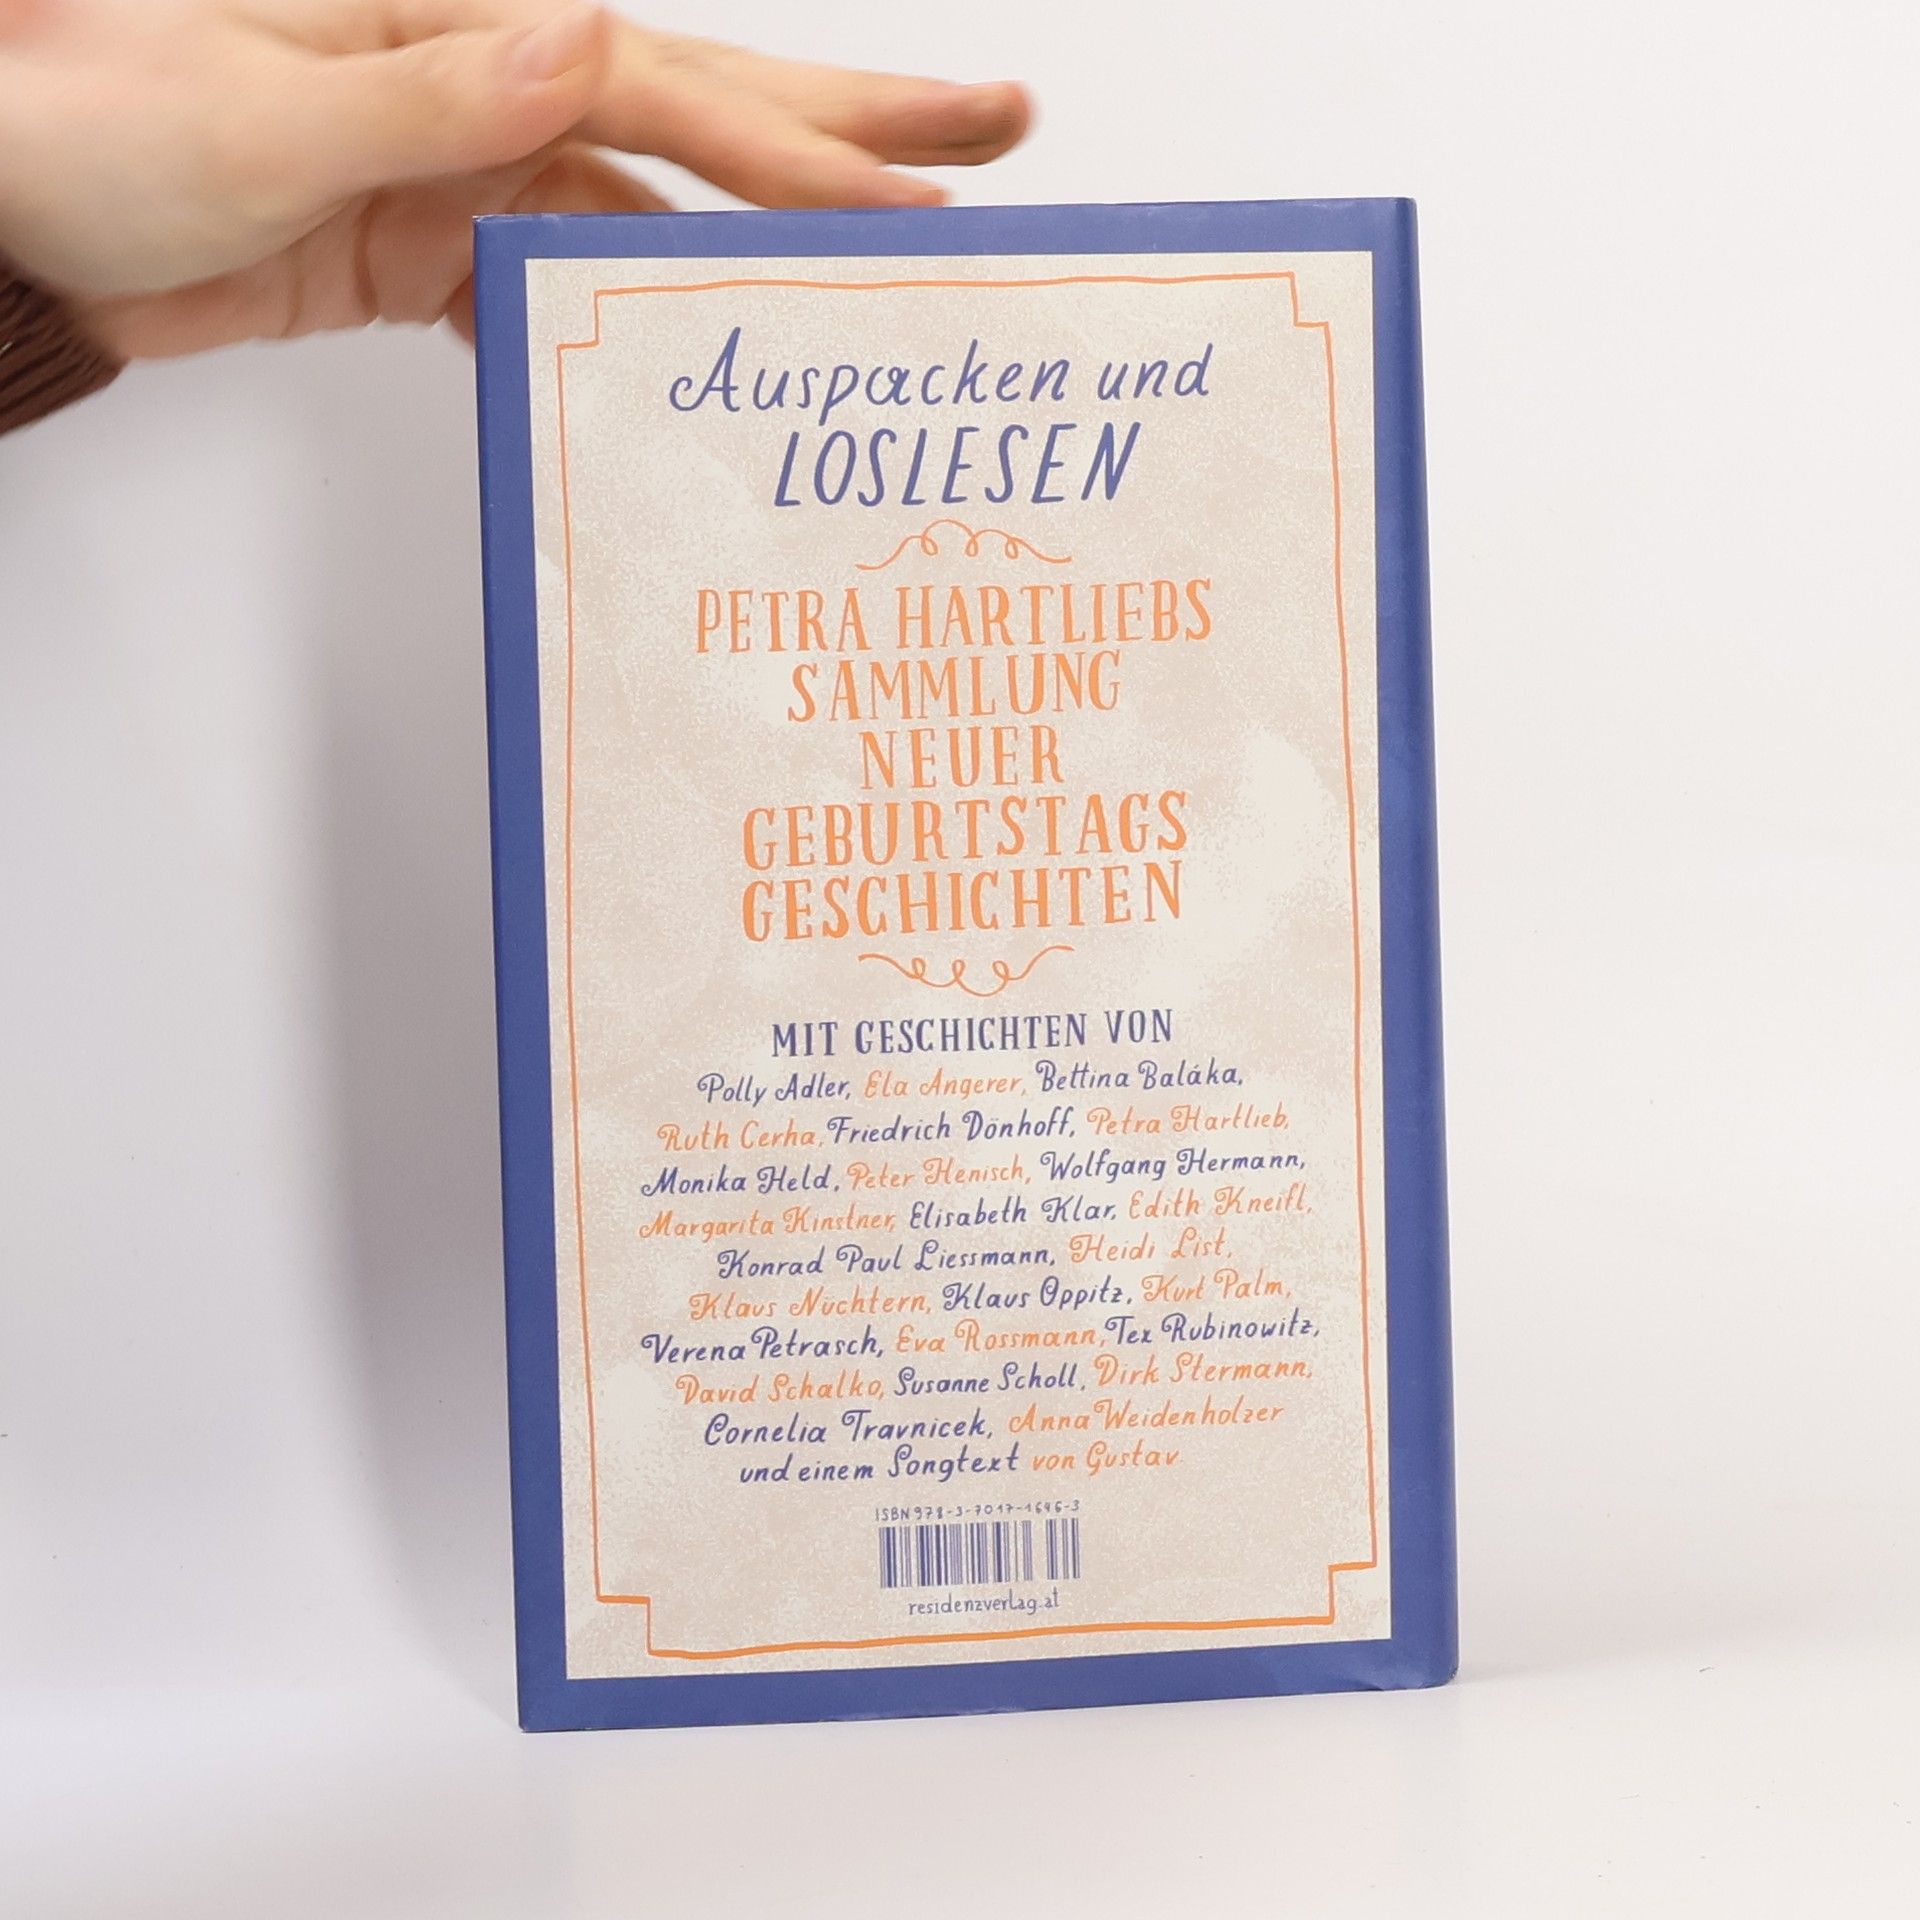 Auspacken und
LOSLESEN
PETRA HARTLIEBS
SAMMLUNG
NEUER
GEBURTSTAGS
GESCHICHTEN
MIT GESCHICHTEN VON
Polly Adler, Ela Angerer, Bettina Baláka,
Ruth Cerha, Friedrich Dönhoff, Petra Hartlieb,
Monika Held, Peter Henisch, Wolfgang Hermann,
Margarita Kinstner, Elisabeth Klar, Edith Kneifl,
Konrad Paul Liessmann, Heidi List,
Klaus Nüchtern, Klaus Oppitz, Kurt Palm,
Verena Petrasch, Eva Rossmann, Tex Rubinowitz,
David Schalko, Susanne Scholl, Dirk Stermann,
Cornelia Travnicek, Anna Weidenholzer
und einem Songtext von Gustav
ISBN 978-3-7017-1646-3
residenzverlag.at